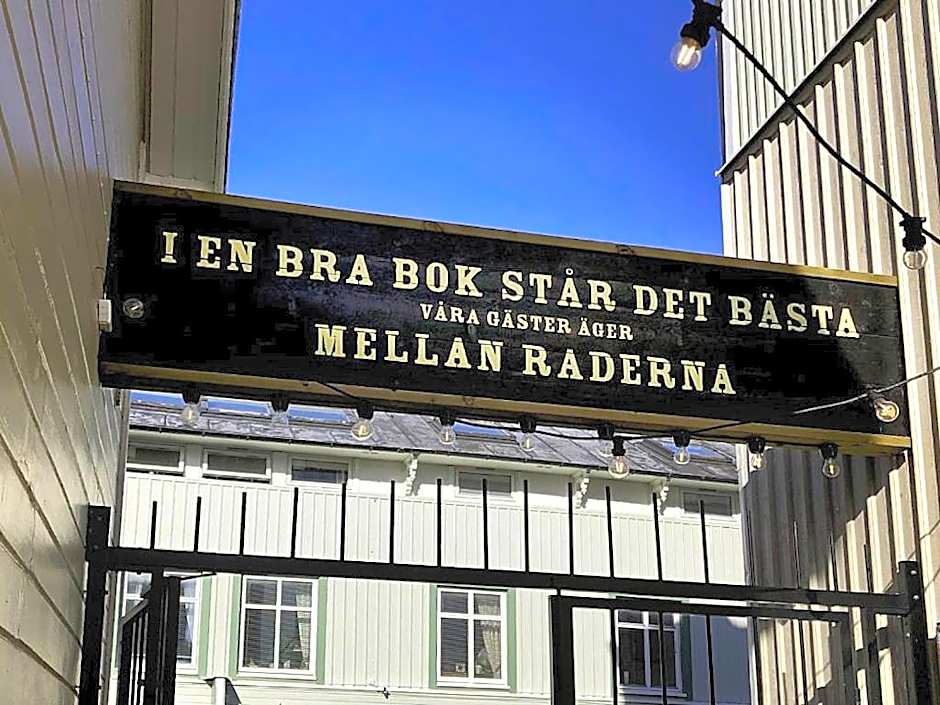 I EN BRA BOK STÅR DET BÄSTA
VÅRA GÄSTER ÄGER
MELLAN RADERNA